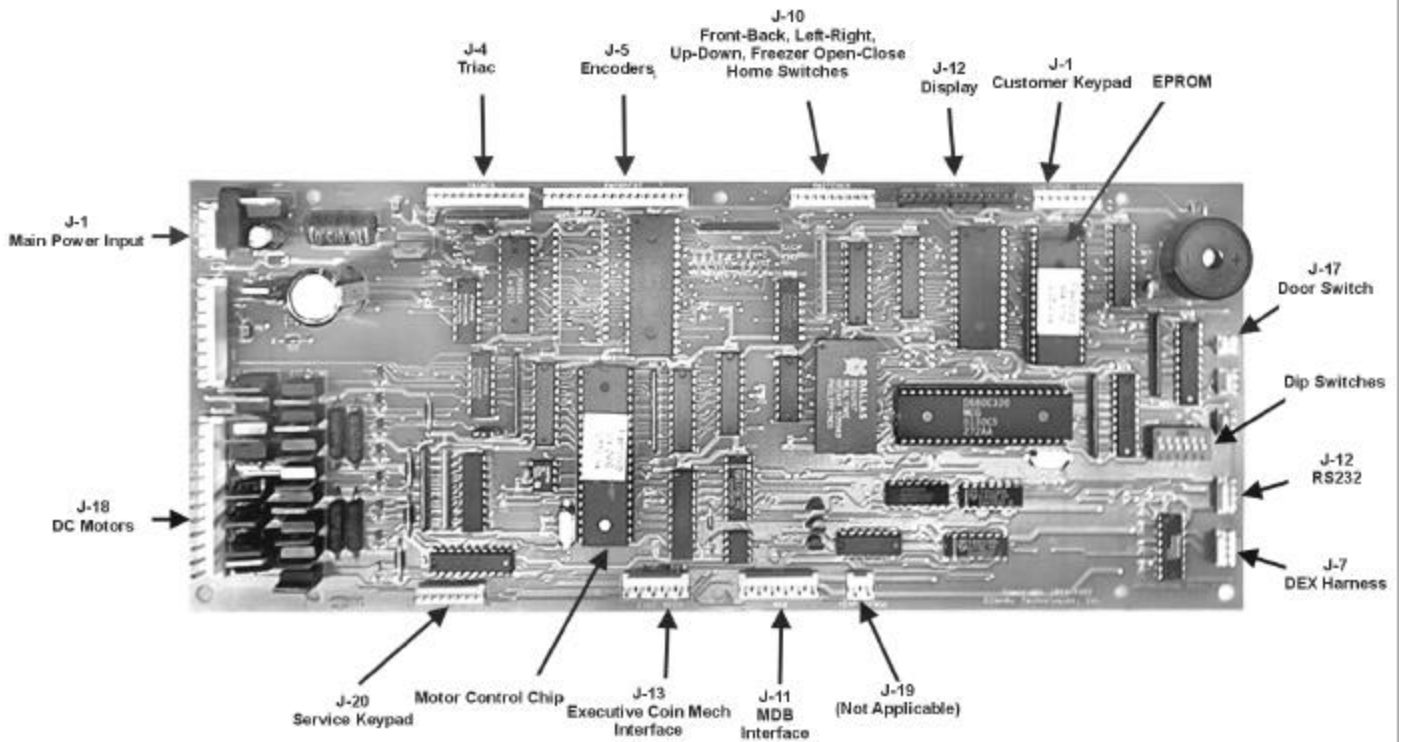 J-10
Front-Back, Left-Right,
Up-Down, Freezer Open-Close
Home Switches
J-4
Triac
J-5
Encoders
J-12
Display
J-1
Customer Keypad
EPROM
J-1
Main Power Input
J-17
Door Switch
Dip Switches
DALLAS
J-12
RS232
J-18
DC Motors
J-7
DEX Harness
J-20
Service Keypad
Motor Control Chip
J-13
Executive Coin Mech
Interface
J-11
MDB
Interface
J-19
(Not Applicable)